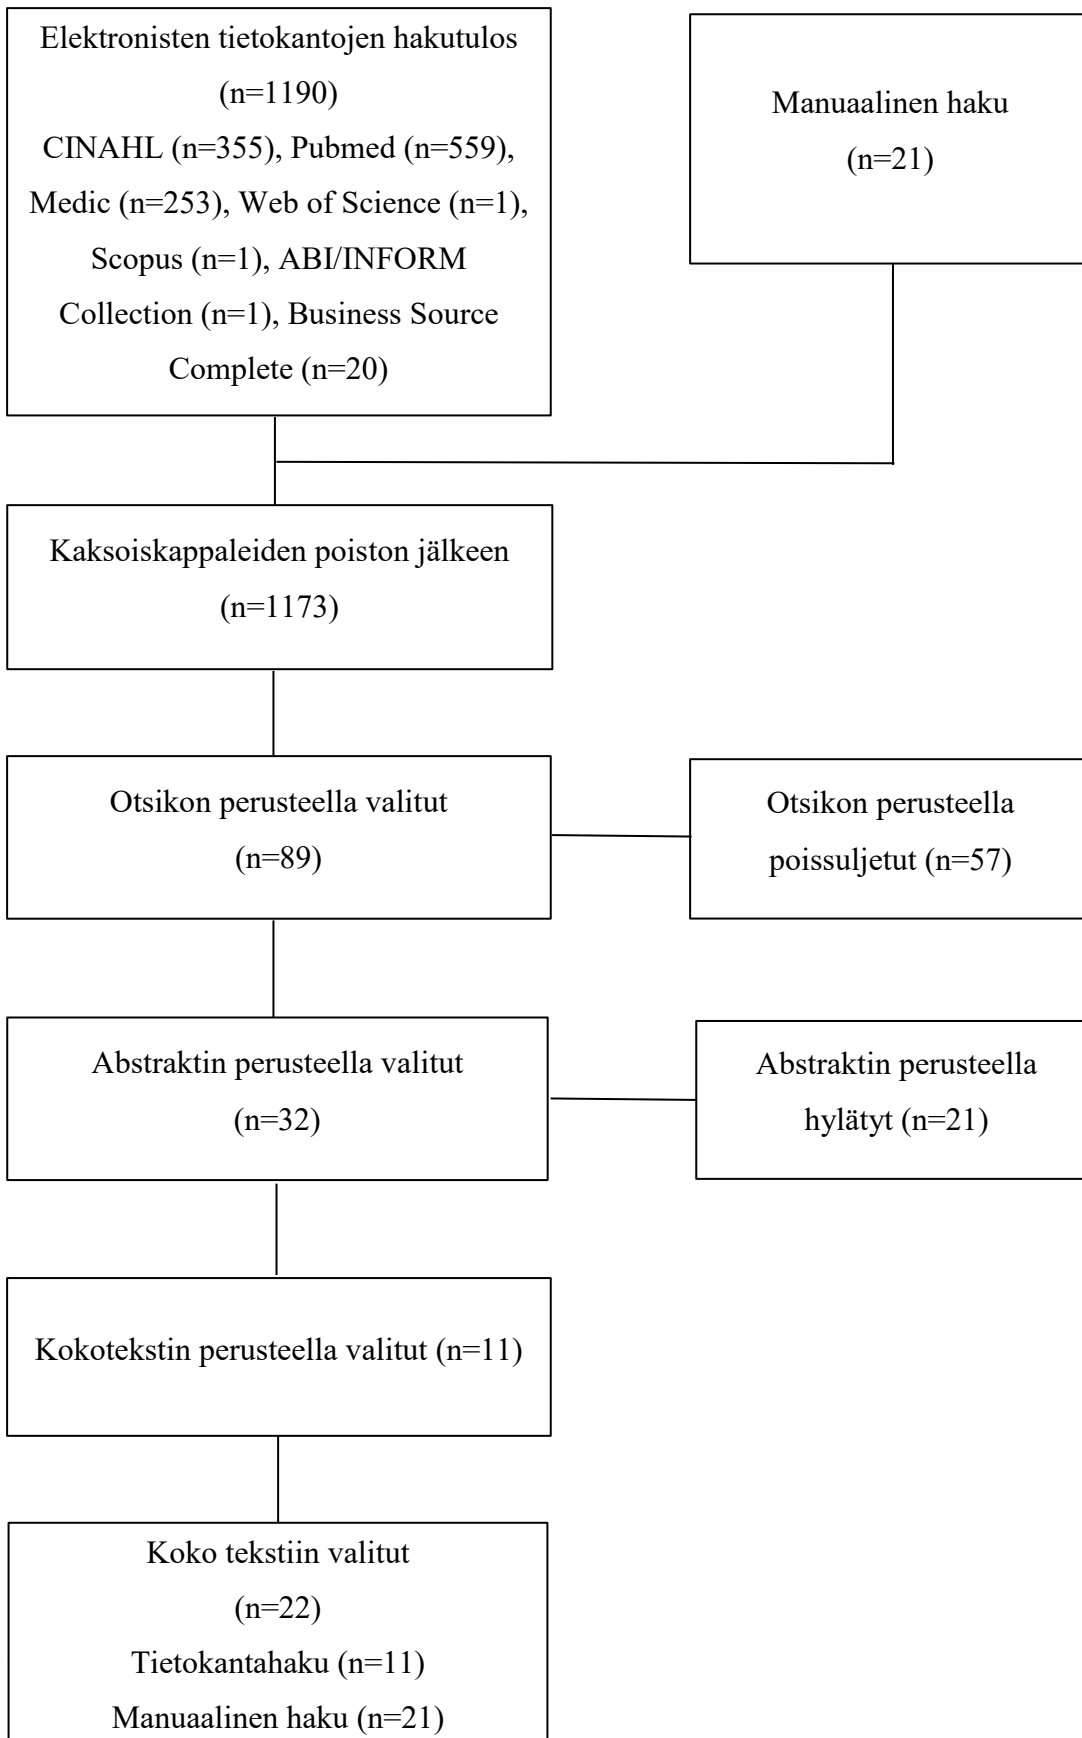 Elektronisten tietokantojen hakutulos
(n=1190)
CINAHL (n=355), Pubmed (n=559),
Medic (n=253), Web of Science (n=1),
Scopus (n=1), ABI/INFORM
Collection (n=1), Business Source
Complete (n=20)
Manuaalinen haku
(n=21)
Kaksoiskappaleiden poiston jälkeen
(n=1173)
Otsikon perusteella valitut
(n=89)
Otsikon perusteella
poissuljetut (n=57)
Abstraktin perusteella valitut
(n=32)
Abstraktin perusteella
hylätyt (n=21)
Kokotekstin perusteella valitut (n=11)
Koko tekstiin valitut
(n=22)
Tietokantahaku (n=11)
Manuaalinen haku (n=21)